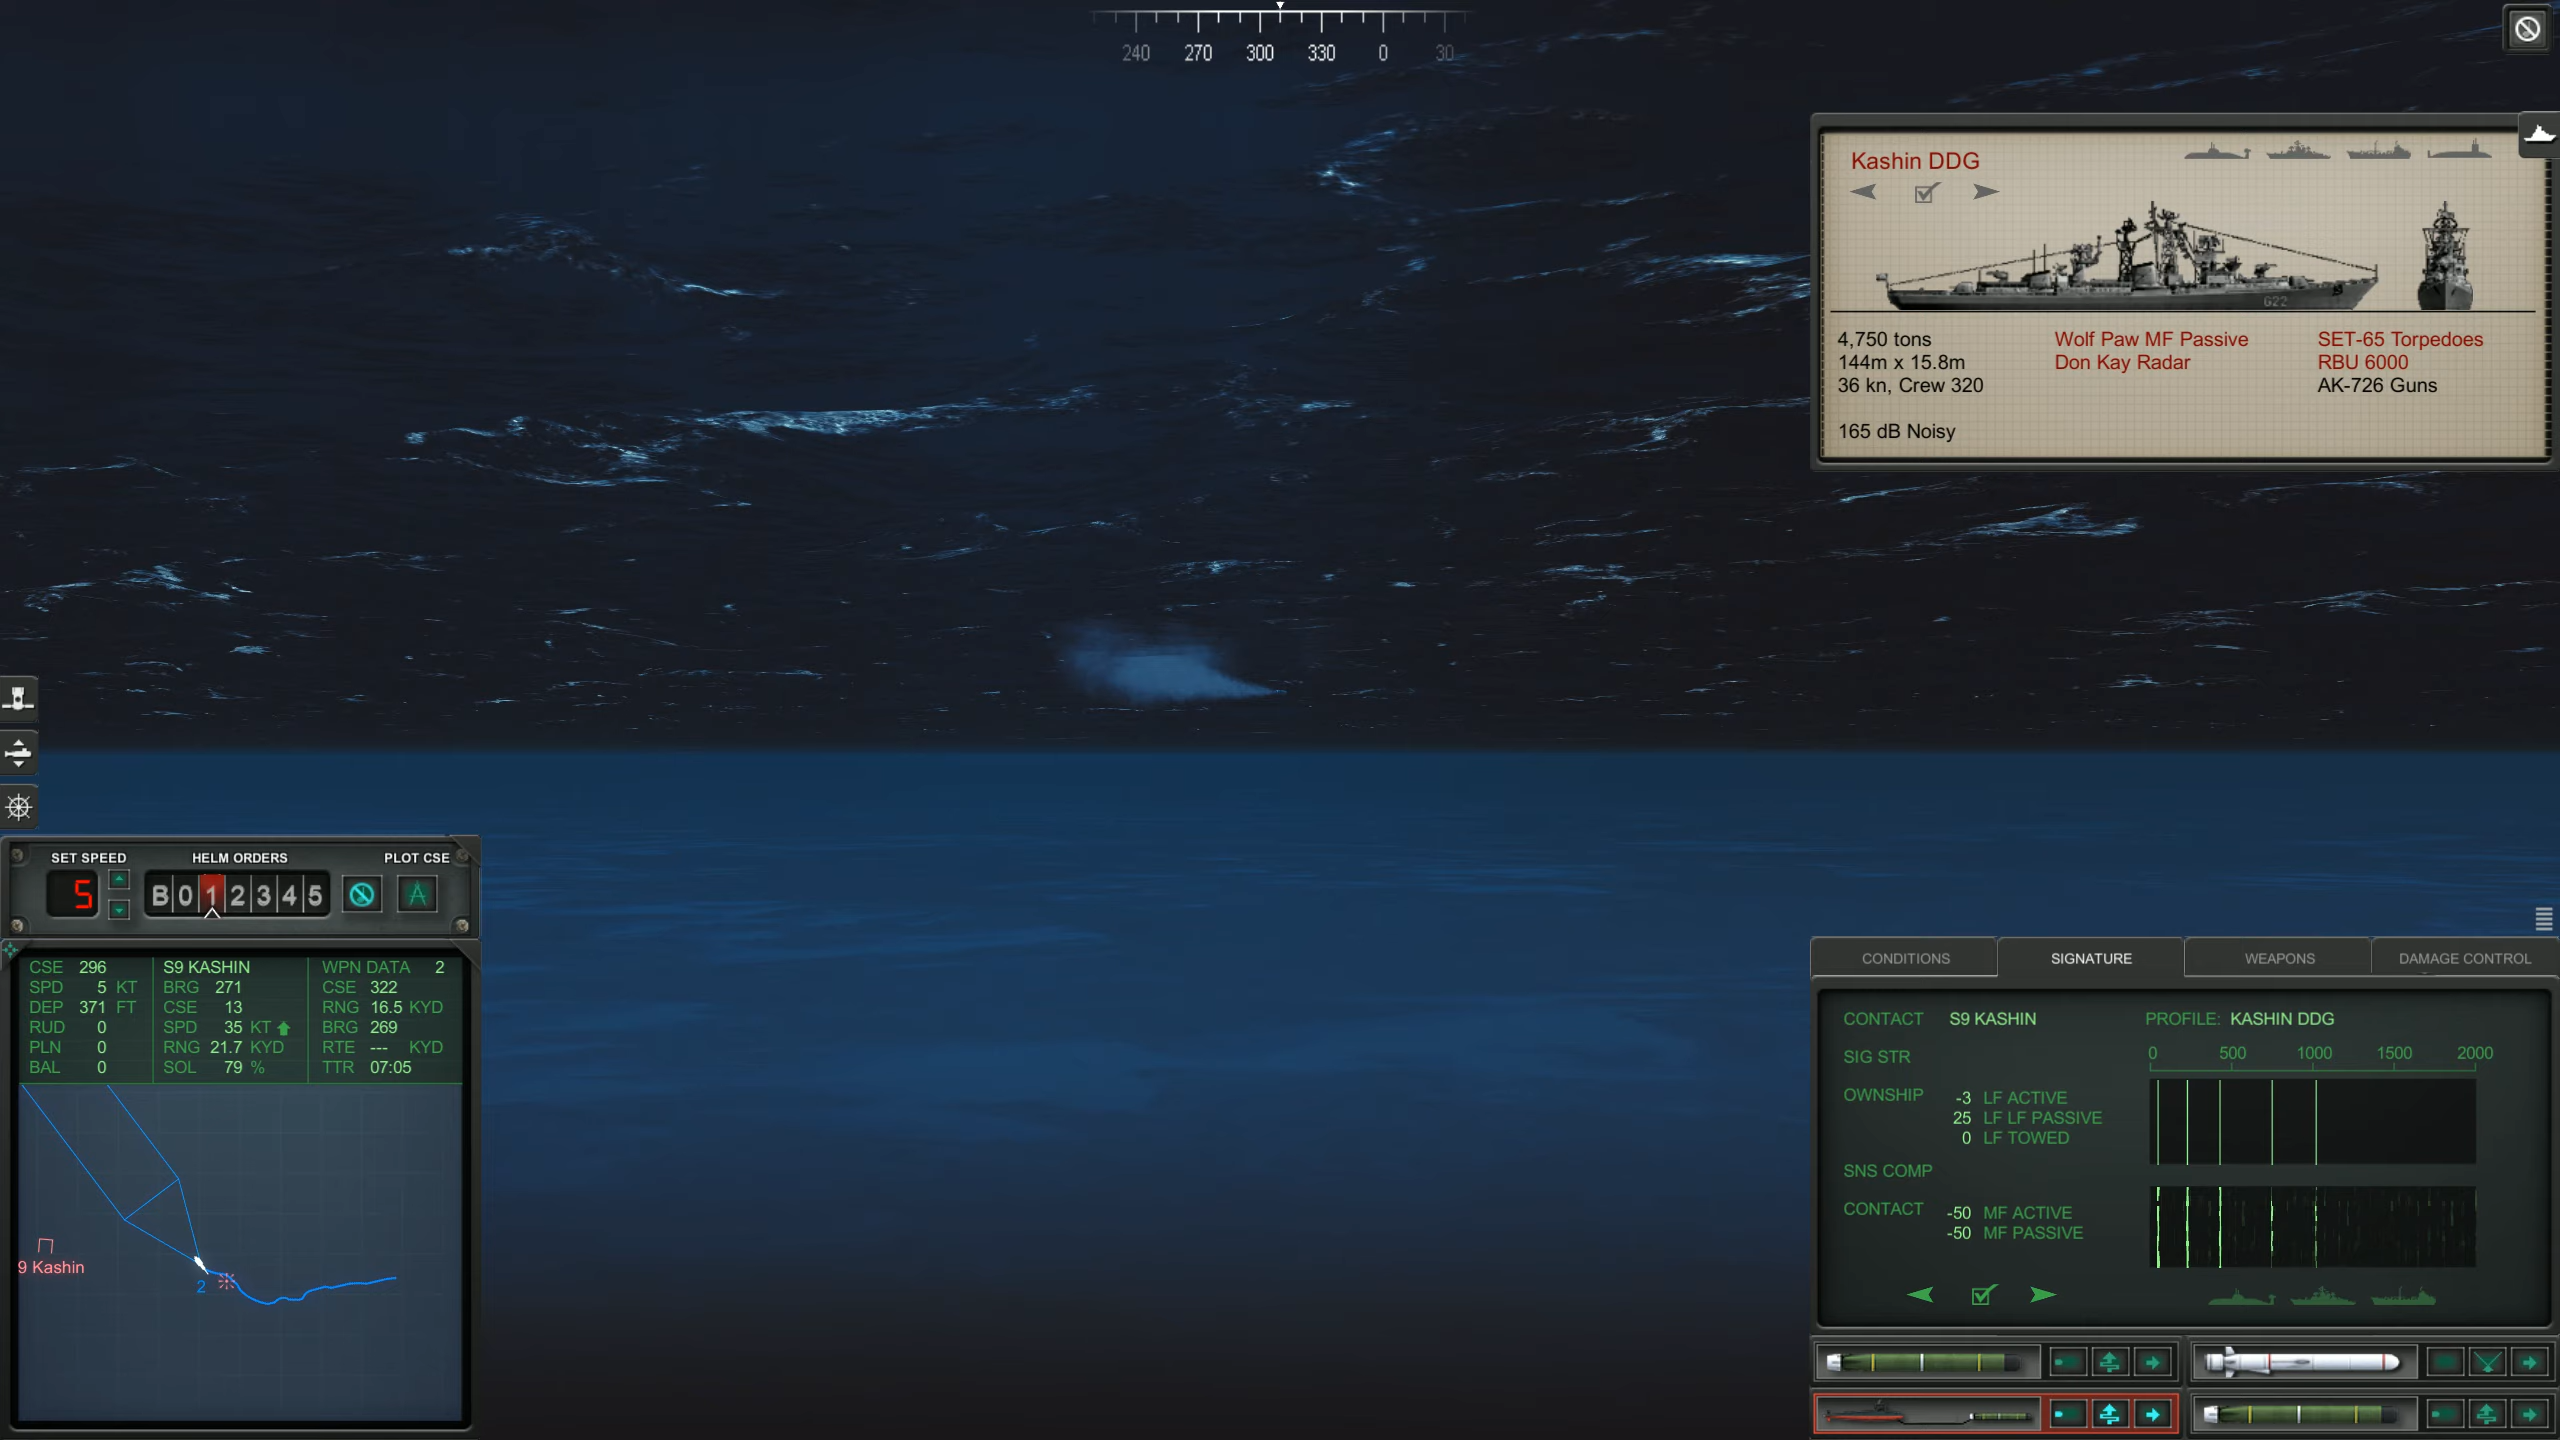 240 270 300 330 0 30
Kashin DDG
G22
4,750 tons
144m x 15.8m
36 kn, Crew 320
165 dB Noisy
Wolf Paw MF Passive
Don Kay Radar
SET-65 Torpedoes
RBU 6000
AK-726 Guns
SET SPEED HELM ORDERS PLOT CSE
5 B 0 1 2 3 4 5
CSE 296
SPD 5 KT
DEP 371 FT
RUD 0
PLN 0
BAL 0
S9 KASHIN
BRG 271
CSE 13
SPD 35 KT
RNG 21.7 KYD
SOL 79 %
WPN DATA 2
CSE 322
RNG 16.5 KYD
BRG 269
RTE --- KYD
TTR 07:05
9 Kashin
2
CONDITIONS SIGNATURE WEAPONS DAMAGE CONTROL
CONTACT S9 KASHIN
SIG STR
OWNSHIP -3 LF ACTIVE
25 LF LF PASSIVE
0 LF TOWED
SNS COMP
CONTACT -50 MF ACTIVE
-50 MF PASSIVE
PROFILE: KASHIN DDG
0 500 1000 1500 2000